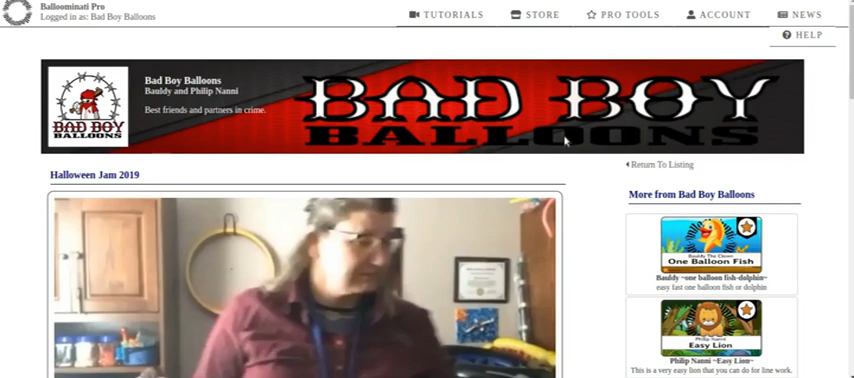 Balloominati Pro
Logged in as: Bad Boy Balloons
TUTORIALS
STORE
PRO TOOLS
ACCOUNT
NEWS
HELP
BAD BOY
BALLOONS
Bad Boy Balloons
Bauldy and Philip Nanni
Best friends and partners in crime.
BAD BOY
BALLOONS
Return To Listing
Halloween Jam 2019
More from Bad Boy Balloons
Bauldy The Clown
One Balloon Fish
Bauldy ~one balloon fish-dolphin~
easy fast one balloon fish or dolphin
Philip Nanni
Easy Lion
Philip Nanni ~Easy Lion~
This is a very easy lion that you can do for line work.